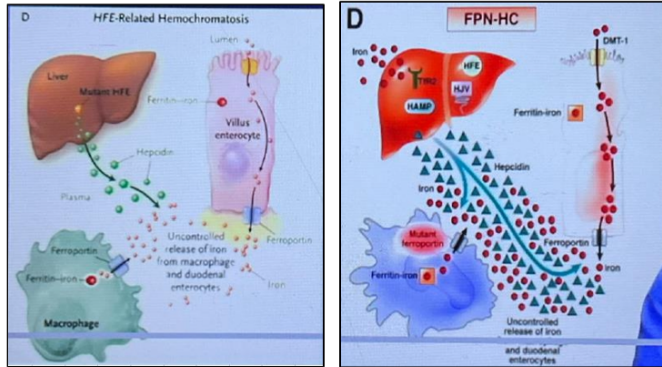 D
HFE-Related Hemochromatosis
Lumen
Iron
Liver
Mutant HFE
Ferritin–iron
Villus
enterocyte
Hepcidin
Plasma
Uncontrolled
release of iron
from macrophage
and duodenal
enterocytes
Ferroportin
Ferroportin
Iron
Ferritin–iron
Macrophage
D
FPN-HC
DMT-1
Iron
HFE
TfR2
HJV
HAMP
Ferritin-iron
Hepcidin
Iron
Mutant
ferroportin
Ferroportin
Ferritin-iron
Iron
Uncontrolled
release of iron
and duodenal
enterocytes